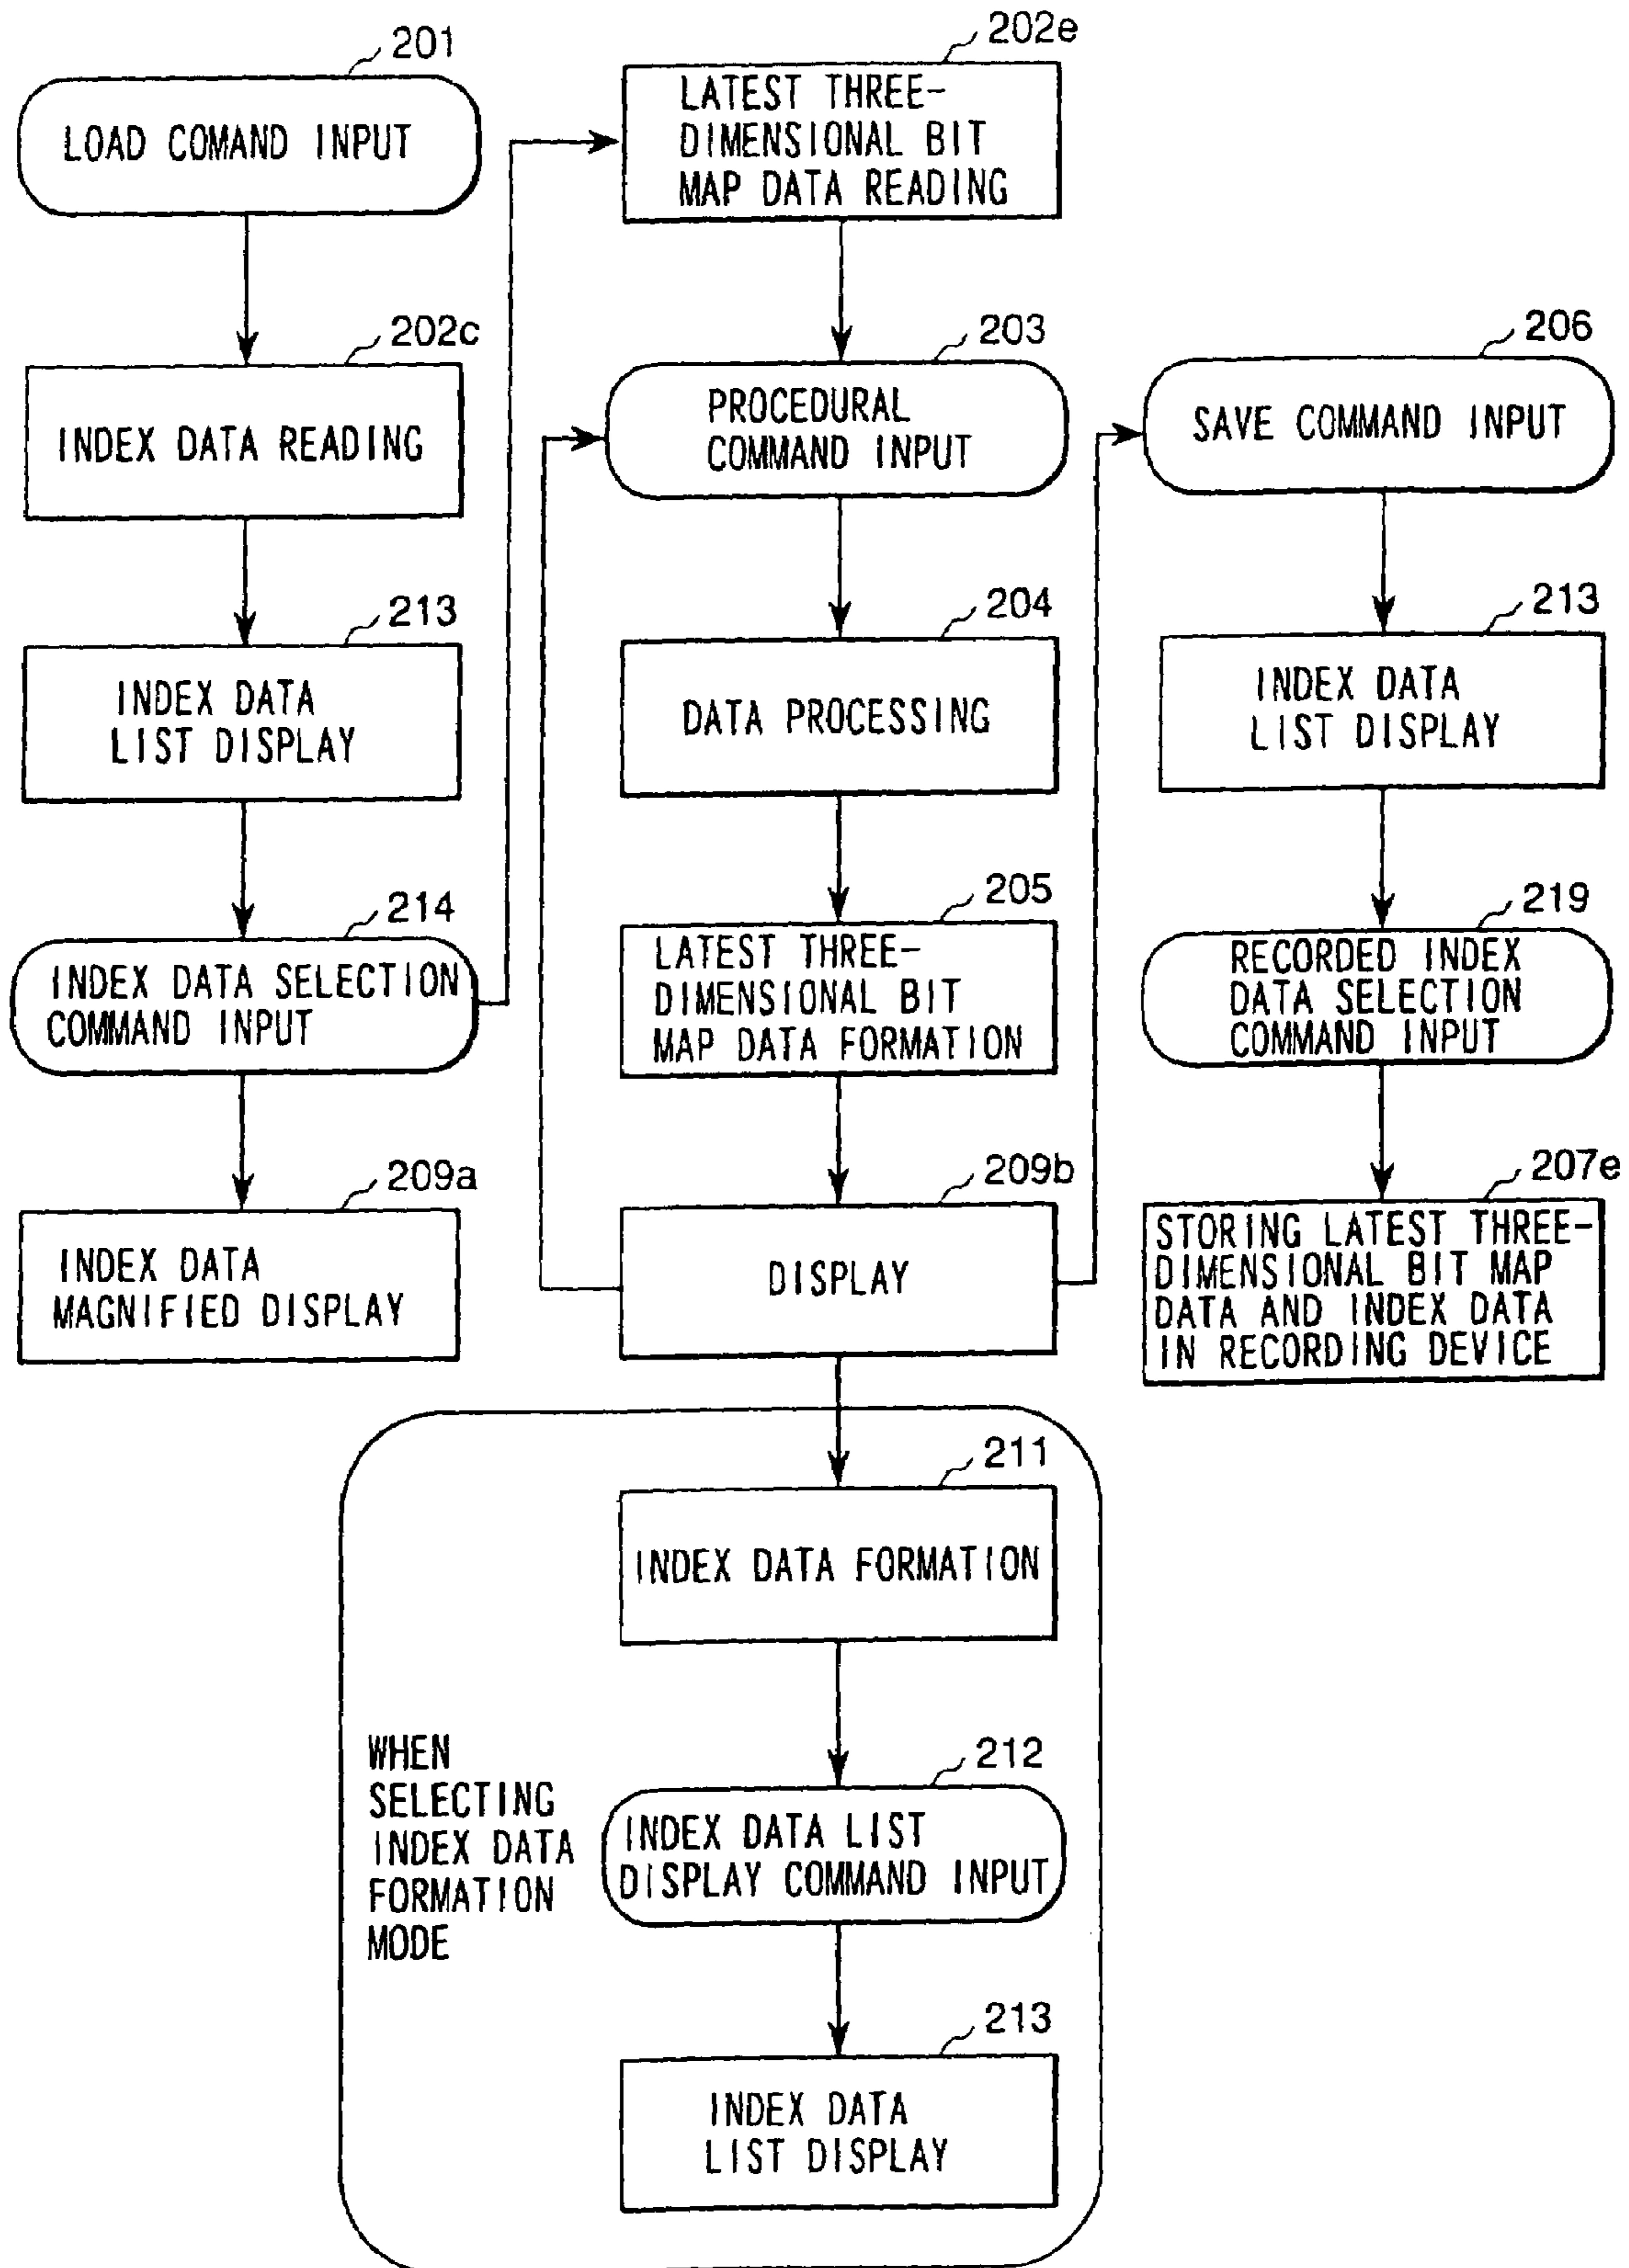 201
LOAD COMAND INPUT
202c
INDEX DATA READING
213
INDEX DATA
LIST DISPLAY
214
INDEX DATA SELECTION
COMMAND INPUT
209a
INDEX DATA
MAGNIFIED DISPLAY
202e
LATEST THREE-
DIMENSIONAL BIT
MAP DATA READING
203
PROCEDURAL
COMMAND INPUT
204
DATA PROCESSING
205
LATEST THREE-
DIMENSIONAL BIT
MAP DATA FORMATION
209b
DISPLAY
206
SAVE COMMAND INPUT
213
INDEX DATA
LIST DISPLAY
219
RECORDED INDEX
DATA SELECTION
COMMAND INPUT
207e
STORING LATEST THREE-
DIMENSIONAL BIT MAP
DATA AND INDEX DATA
IN RECORDING DEVICE
WHEN
SELECTING
INDEX DATA
FORMATION
MODE
211
INDEX DATA FORMATION
212
INDEX DATA LIST
DISPLAY COMMAND INPUT
213
INDEX DATA
LIST DISPLAY